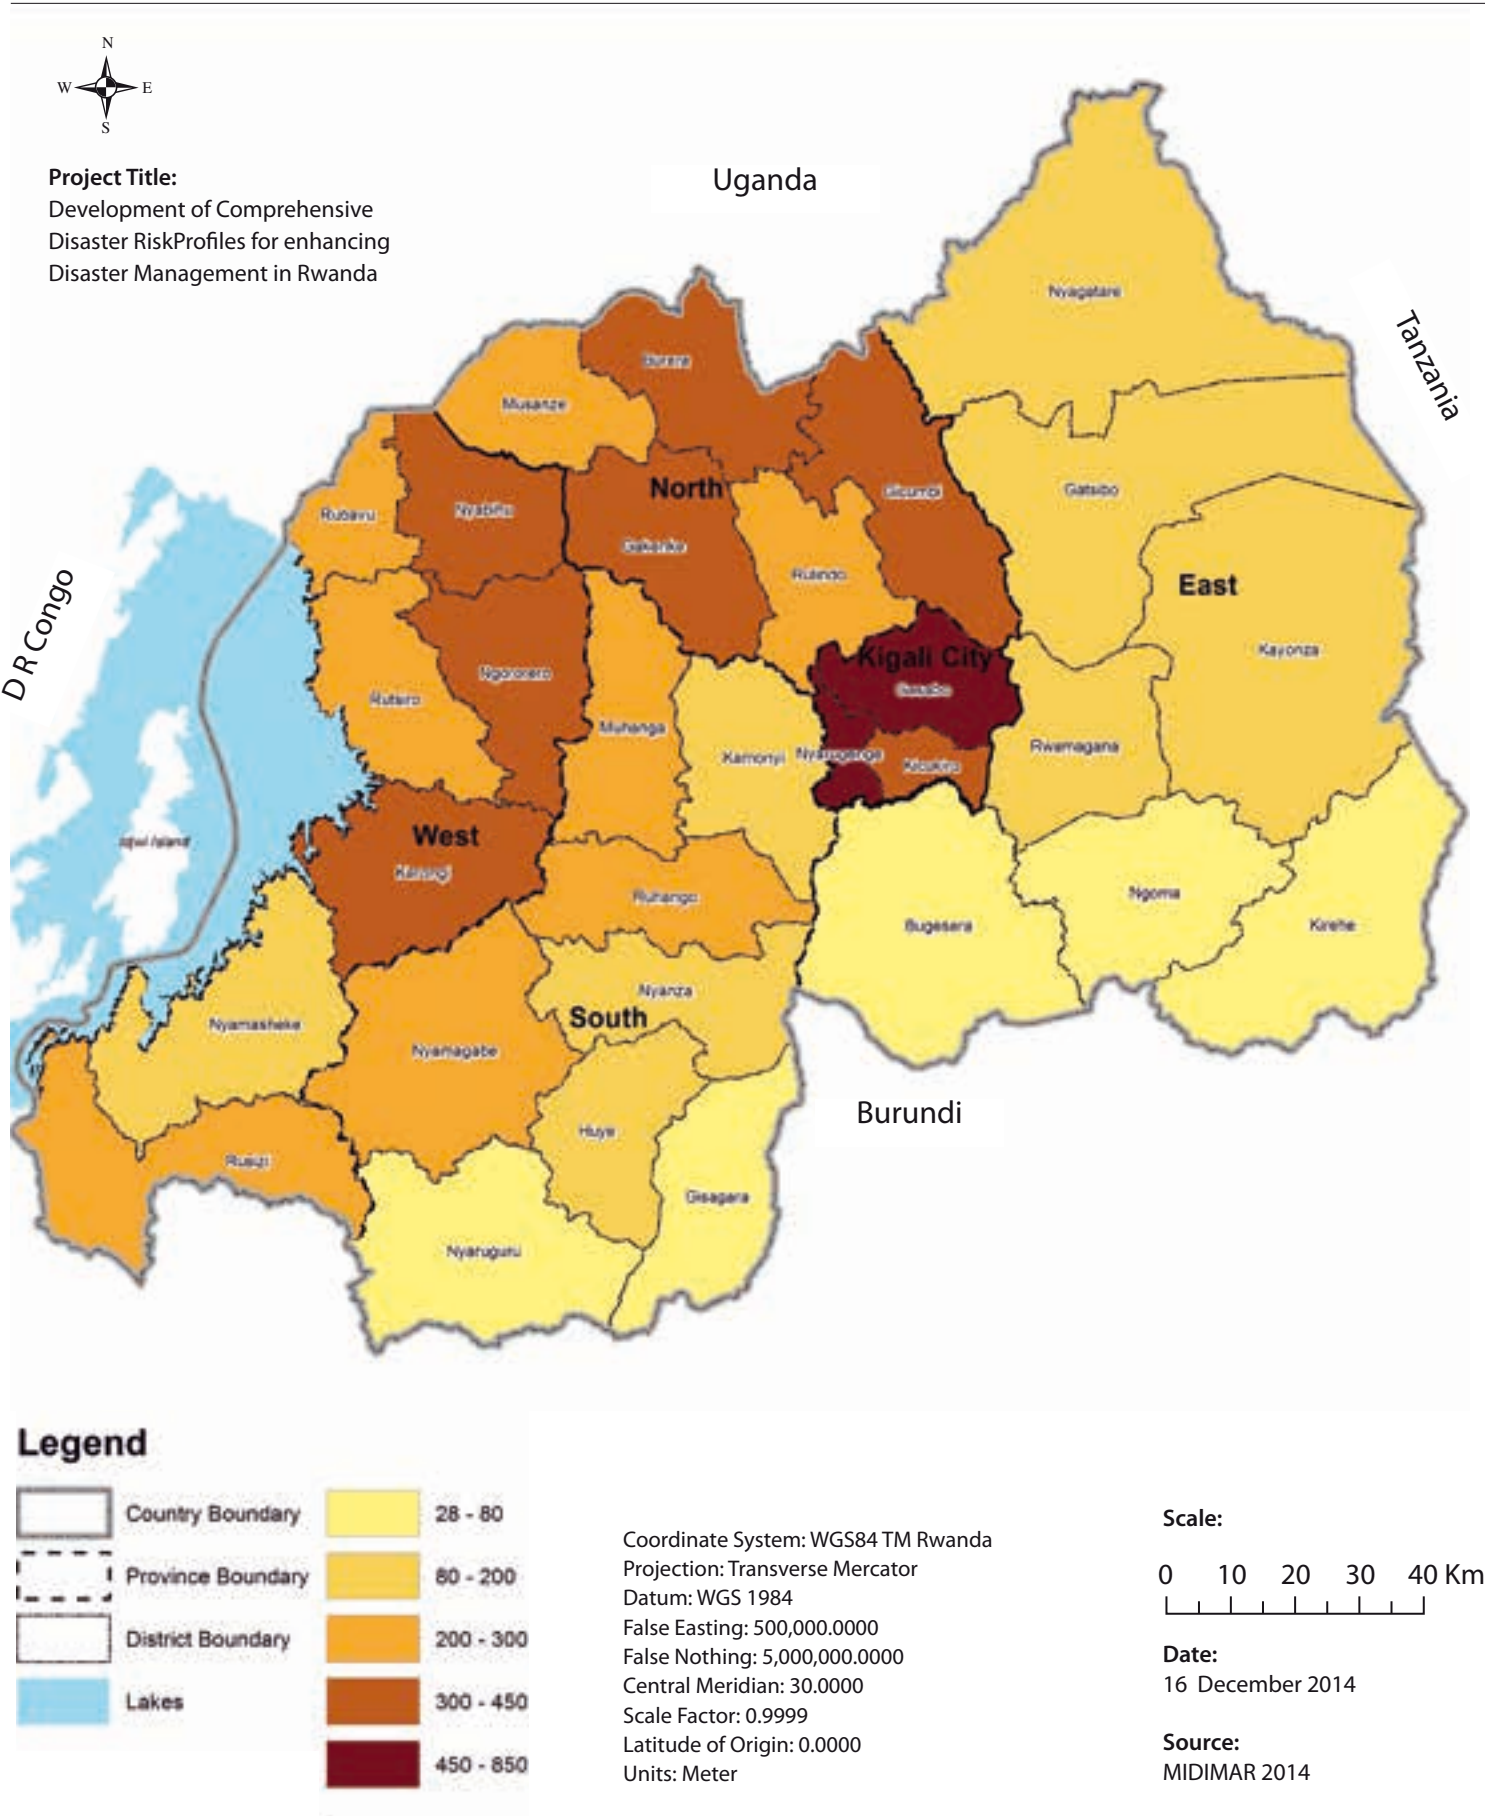 N
W E
S
Project Title:
Development of Comprehensive
Disaster RiskProfiles for enhancing
Disaster Management in Rwanda
Uganda
Tanzania
D R Congo
Burundi
Nyagatare
Burera
Musanze
North
Gicumbi
Gatsibo
Rubavu
Nyabihu
Gakenke
Rulindo
East
Kayonza
Kigali City
Gasabo
Ngororero
Rutsiro
Muhanga
Kamonyi
Nyarugenge
Kicukiro
Rwamagana
West
Karongi
Idjwi Island
Ruhango
Bugesera
Ngoma
Kirehe
Nyanza
South
Nyamasheke
Nyamagabe
Huye
Rusizi
Gisagara
Nyaruguru
Legend
Country Boundary
Province Boundary
District Boundary
Lakes
28 - 80
80 - 200
200 - 300
300 - 450
450 - 850
Coordinate System: WGS84 TM Rwanda
Projection: Transverse Mercator
Datum: WGS 1984
False Easting: 500,000.0000
False Nothing: 5,000,000.0000
Central Meridian: 30.0000
Scale Factor: 0.9999
Latitude of Origin: 0.0000
Units: Meter
Scale:
0 10 20 30 40 Km
Date:
16 December 2014
Source:
MIDIMAR 2014